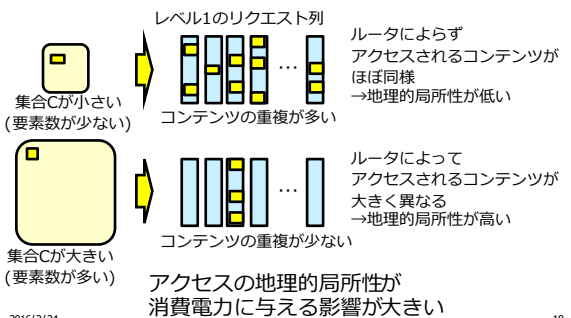 レベル1のリクエスト列
…
ルータによらず
アクセスされるコンテンツが
ほぼ同様
→地理的局所性が低い
集合Cが小さい
(要素数が少ない)
コンテンツの重複が多い
…
ルータによって
アクセスされるコンテンツが
大きく異なる
→地理的局所性が高い
コンテンツの重複が少ない
集合Cが大きい
(要素数が多い)
アクセスの地理的局所性が
消費電力に与える影響が大きい